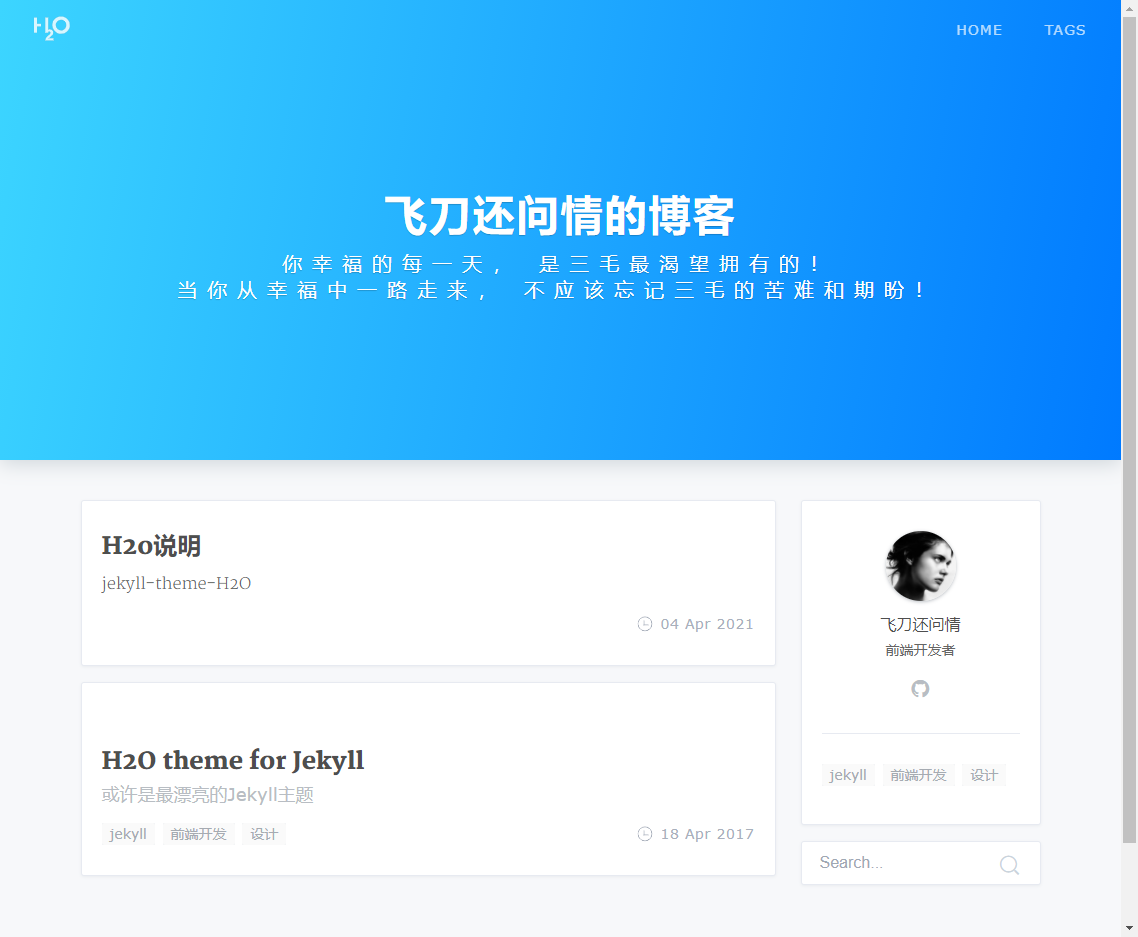 H2O
HOME TAGS
飞刀还问情的博客
你幸福的每一天， 是三毛最渴望拥有的！
当你从幸福中一路走来， 不应该忘记三毛的苦难和期盼！
H2o说明
jekyll-theme-H2O
04 Apr 2021
H2O theme for Jekyll
或许是最漂亮的Jekyll主题
jekyll 前端开发 设计
18 Apr 2017
飞刀还问情
前端开发者
jekyll 前端开发 设计
Search...